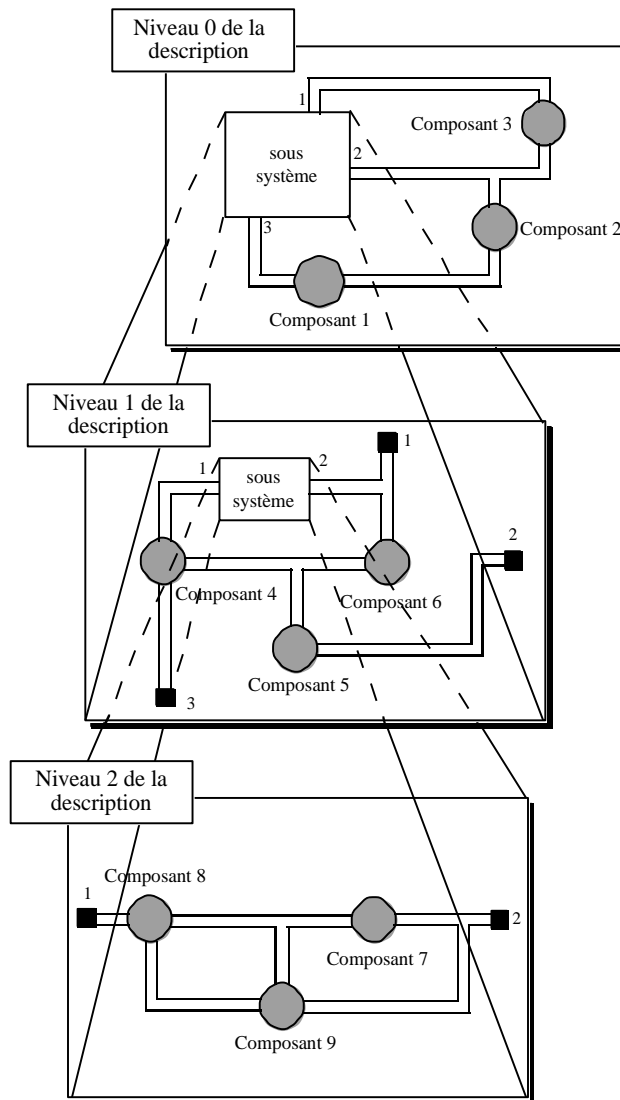 Niveau 0 de la
description
1
Composant 3
sous
système
2
3
Composant 2
Composant 1
Niveau 1 de la
description
1
2
1
sous
système
2
Composant 4
Composant 6
Composant 5
3
Niveau 2 de la
description
Composant 8
1
2
Composant 7
Composant 9